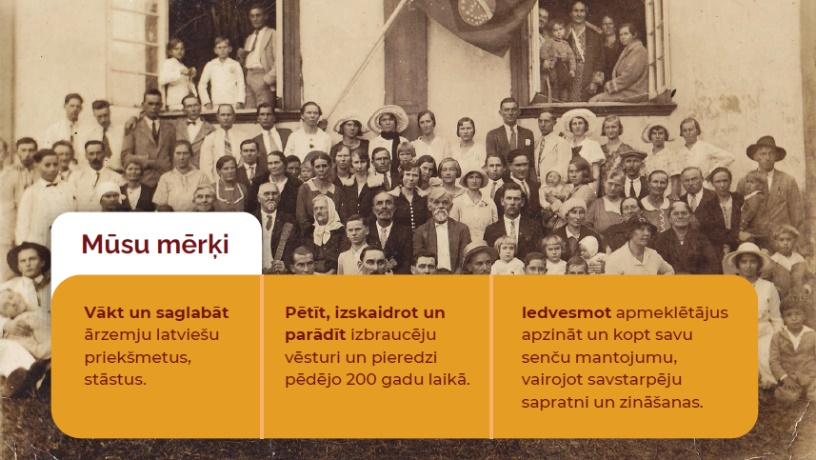 Mūsu mērķi
Vākt un saglabāt
ārzemju latviešu
priekšmetus,
stāstus.
Pētīt, izskaidrot un
parādīt izbraucēju
vēsturi un pieredzi
pēdējo 200 gadu laikā.
Iedvesmot apmeklētājus
apzināt un kopt savu
senču mantojumu,
vairojot savstarpēju
sapratni un zināšanas.